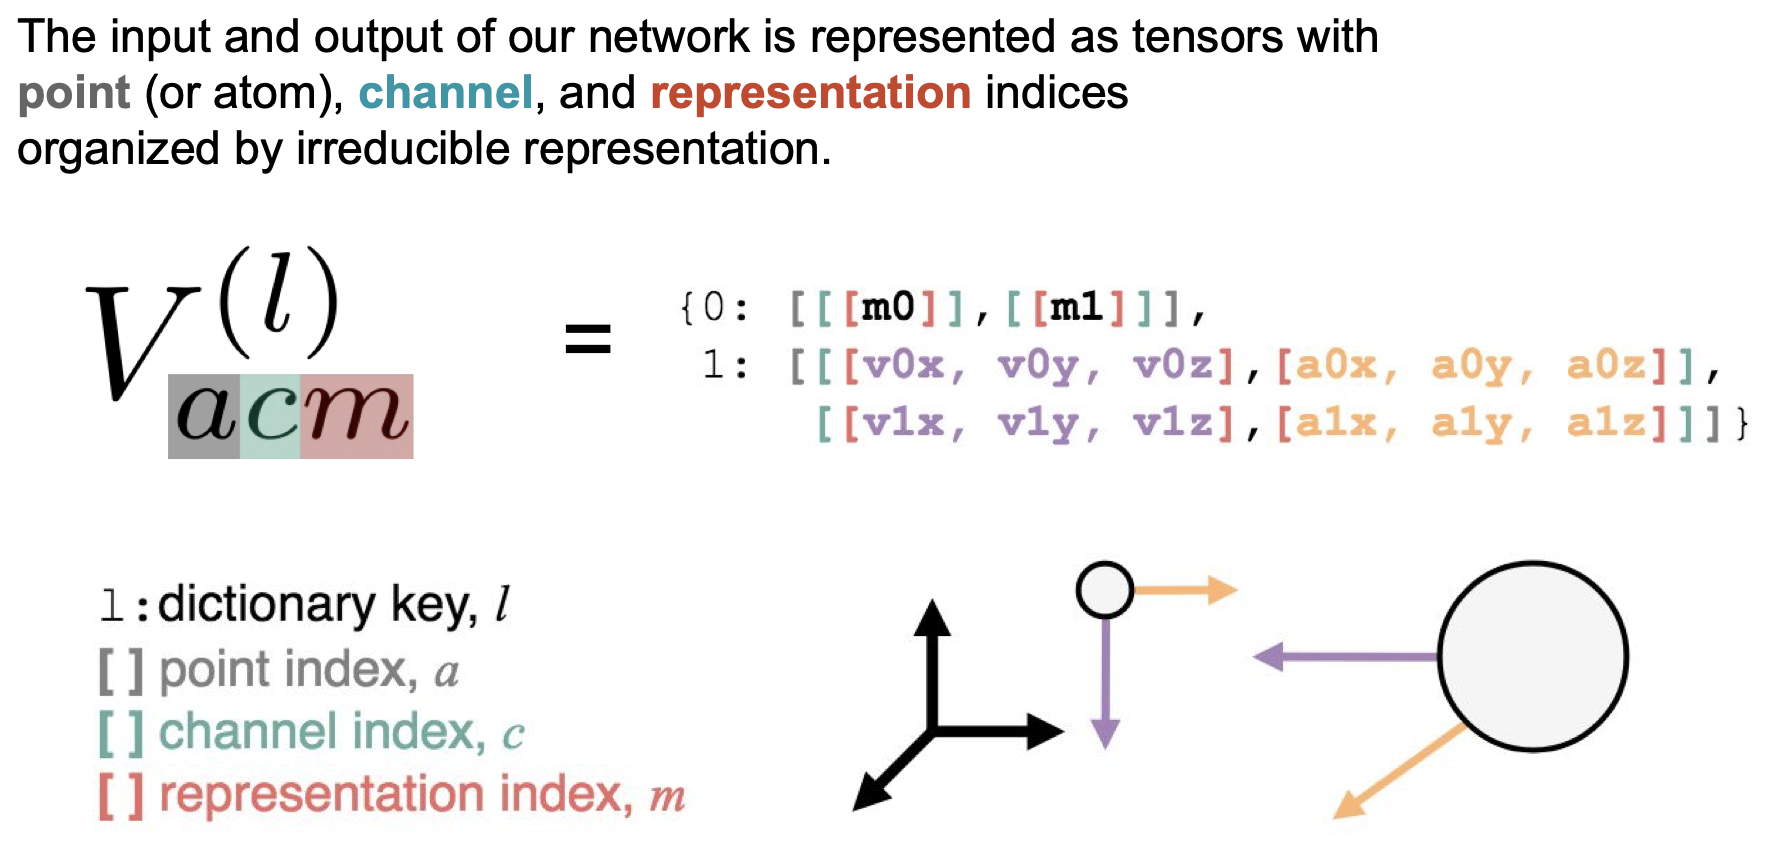 The input and output of our network is represented as tensors with
point (or atom), channel, and representation indices
organized by irreducible representation.
V^{(l)}_{acm} = {0: [[[m0]],[[m1]]],
1: [[[v0x, v0y, v0z],[a0x, a0y, a0z]],
[[v1x, v1y, v1z],[a1x, a1y, a1z]]]}
l:dictionary key, l
[] point index, a
[] channel index, c
[] representation index, m